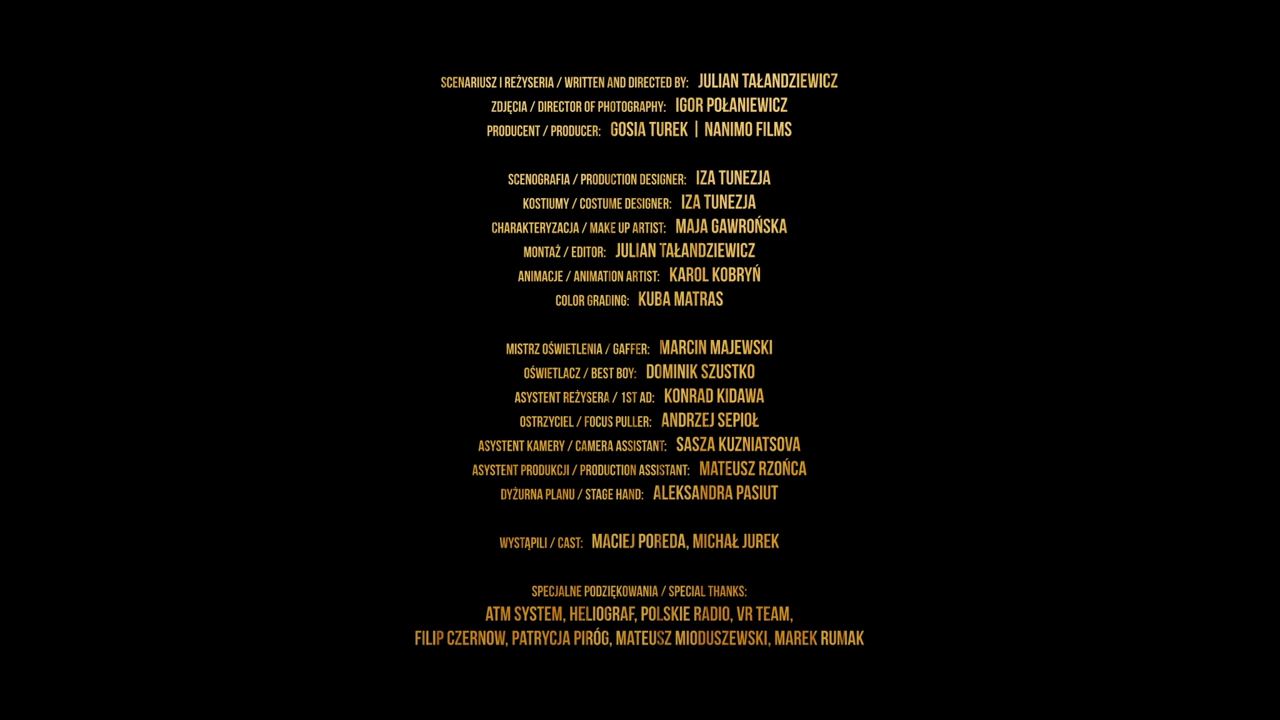 SCENARIUSZ I REŻYSERIA / WRITTEN AND DIRECTED BY: JULIAN TAŁANDZIEWICZ
ZDJĘCIA / DIRECTOR OF PHOTOGRAPHY: IGOR POŁANIEWICZ
PRODUCENT / PRODUCER: GOSIA TUREK | NANIMO FILMS
SCENOGRAFIA / PRODUCTION DESIGNER: IZA TUNEZJA
KOSTIUMY / COSTUME DESIGNER: IZA TUNEZJA
CHARAKTERYZACJA / MAKE UP ARTIST: MAJA GAWROŃSKA
MONTAŻ / EDITOR: JULIAN TAŁANDZIEWICZ
ANIMACJE / ANIMATION ARTIST: KAROL KOBRYŃ
COLOR GRADING: KUBA MATRAS
MISTRZ OŚWIETLENIA / GAFFER: MARCIN MAJEWSKI
OŚWIETLACZ / BEST BOY: DOMINIK SZUSTKO
ASYSTENT REŻYSERA / 1ST AD: KONRAD KIDAWA
OSTRZYCIEL / FOCUS PULLER: ANDRZEJ SEPIOŁ
ASYSTENT KAMERY / CAMERA ASSISTANT: SASZA KUZNIATSOVA
ASYSTENT PRODUKCJI / PRODUCTION ASSISTANT: MATEUSZ RZOŃCA
DYŻURNA PLANU / STAGE HAND: ALEKSANDRA PASIUT
WYSTĄPILI / CAST: MACIEJ POREDA, MICHAŁ JUREK
SPECJALNE PODZIĘKOWANIA / SPECIAL THANKS:
ATM SYSTEM, HELIOGRAF, POLSKIE RADIO, VR TEAM,
FILIP CZERNOW, PATRYCJA PIRÓG, MATEUSZ MIODUSZEWSKI, MAREK RUMAK